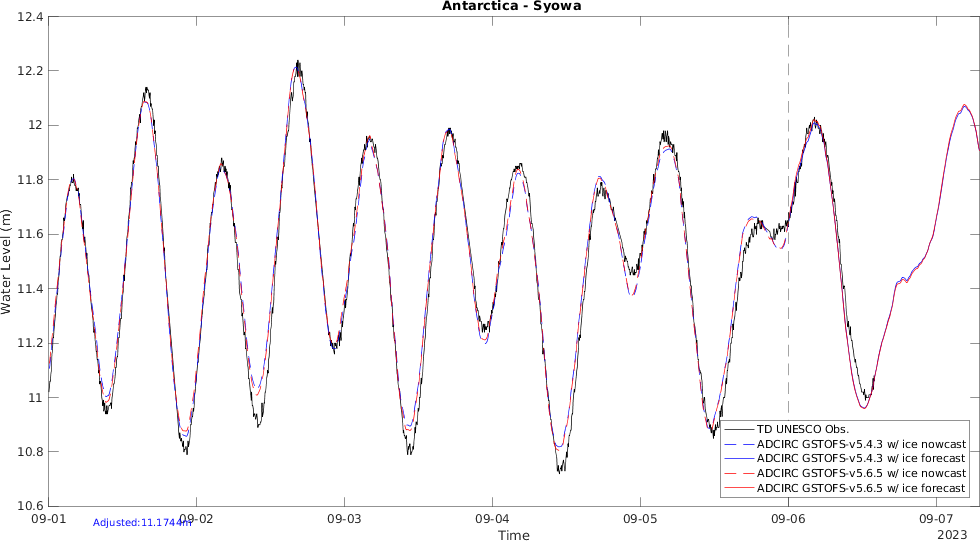 Antarctica - Syowa
12.4
12.2
12
11.8
11.6
11.4
11.2
11
10.8
10.6
Water Level (m)
TD UNESCO Obs.
ADCIRC GSTOFS-v5.4.3 w/ ice nowcast
ADCIRC GSTOFS-v5.4.3 w/ ice forecast
ADCIRC GSTOFS-v5.6.5 w/ ice nowcast
ADCIRC GSTOFS-v5.6.5 w/ ice forecast
09-01 09-02 09-03 09-04 09-05 09-06 09-07
Adjusted:11.1744m
Time
2023